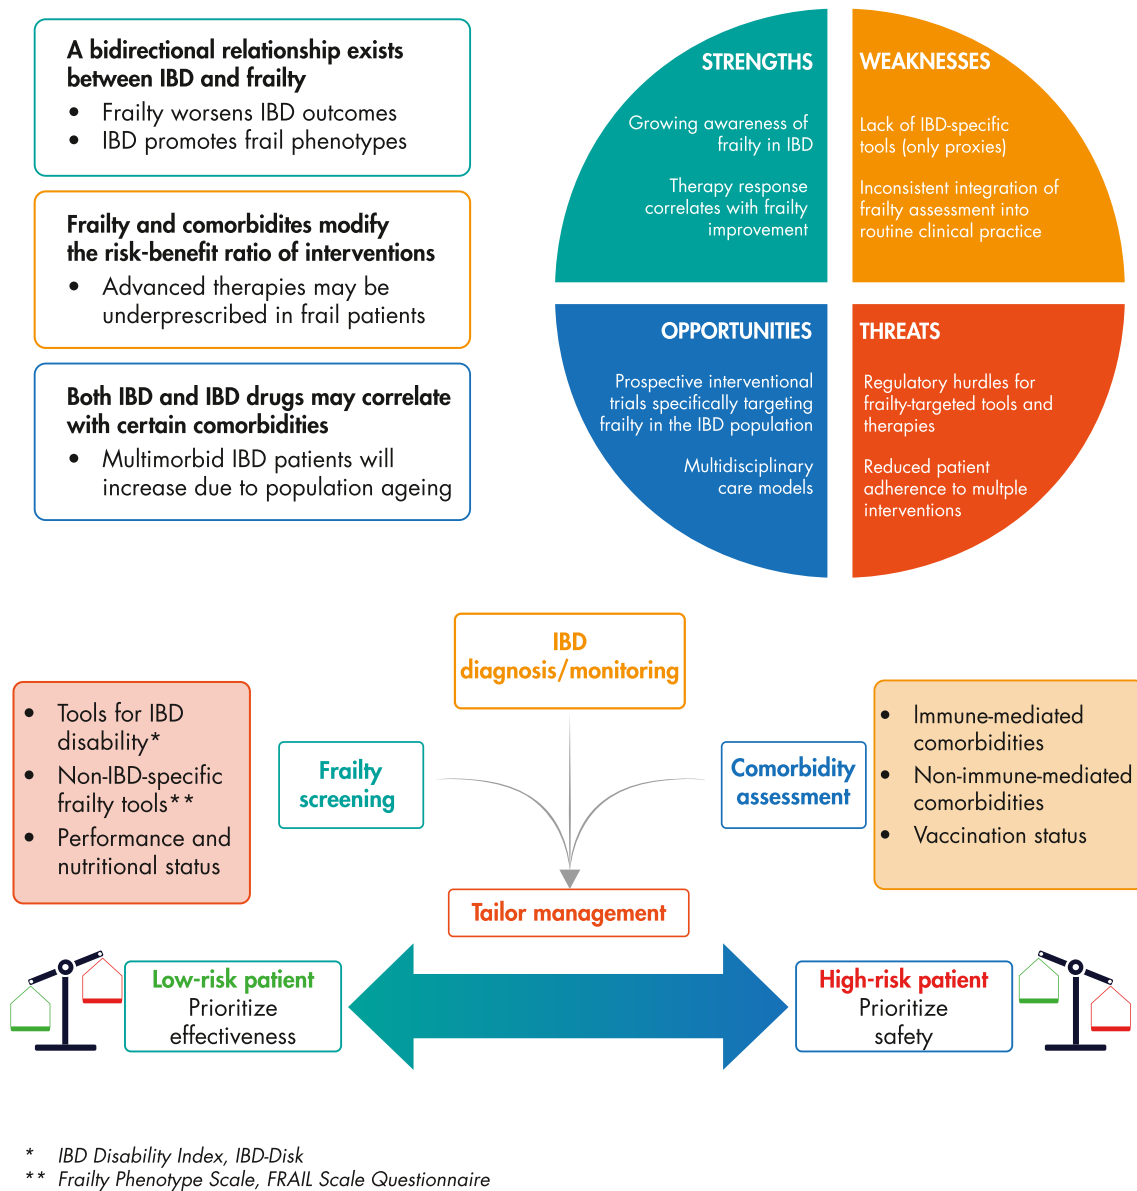 A bidirectional relationship exists
between IBD and frailty
• Frailty worsens IBD outcomes
• IBD promotes frail phenotypes
Frailty and comorbidites modify
the risk-benefit ratio of interventions
• Advanced therapies may be
underprescribed in frail patients
Both IBD and IBD drugs may correlate
with certain comorbidities
• Multimorbid IBD patients will
increase due to population ageing
STRENGTHS
Growing awareness of
frailty in IBD
Therapy response
correlates with frailty
improvement
WEAKNESSES
Lack of IBD-specific
tools (only proxies)
Inconsistent integration of
frailty assessment into
routine clinical practice
OPPORTUNITIES
Prospective interventional
trials specifically targeting
frailty in the IBD population
Multidisciplinary
care models
THREATS
Regulatory hurdles for
frailty-targeted tools and
therapies
Reduced patient
adherence to multple
interventions
IBD
diagnosis/monitoring
• Tools for IBD
disability*
• Non-IBD-specific
frailty tools**
• Performance and
nutritional status
Frailty
screening
Comorbidity
assessment
• Immune-mediated
comorbidities
• Non-immune-mediated
comorbidities
• Vaccination status
Tailor management
Low-risk patient
Prioritize
effectiveness
High-risk patient
Prioritize
safety
* IBD Disability Index, IBD-Disk
** Frailty Phenotype Scale, FRAIL Scale Questionnaire